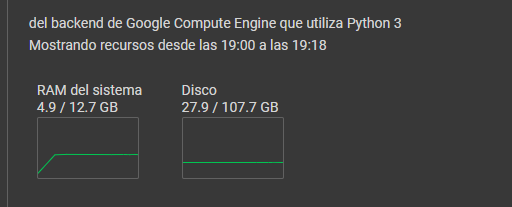 del backend de Google Compute Engine que utiliza Python 3
Mostrando recursos desde las 19:00 a las 19:18
RAM del sistema
4.9 / 12.7 GB
Disco
27.9 / 107.7 GB